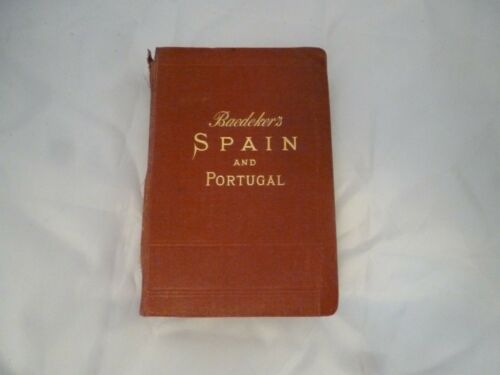 Baedeker's
SPAIN
AND
PORTUGAL